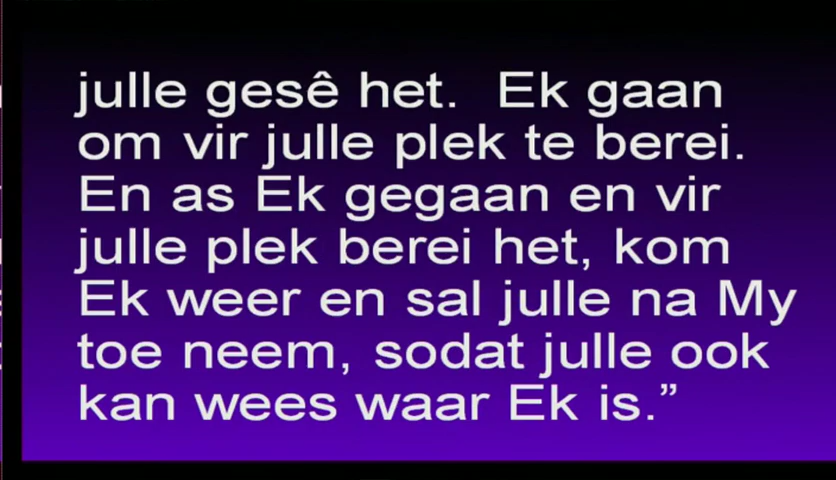 julle gesê het.  Ek gaan
om vir julle plek te berei.
En as Ek gegaan en vir
julle plek berei het, kom
Ek weer en sal julle na My
toe neem, sodat julle ook
kan wees waar Ek is.”